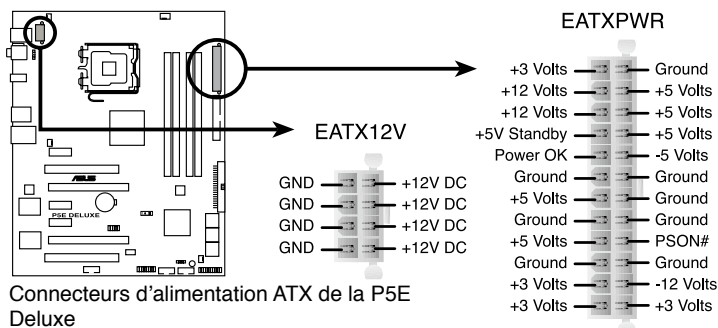 EATXPWR
+3 Volts Ground
+12 Volts +5 Volts
+12 Volts +5 Volts
+5V Standby +5 Volts
Power OK -5 Volts
Ground Ground
+5 Volts Ground
Ground Ground
+5 Volts PSON#
Ground Ground
+3 Volts -12 Volts
+3 Volts +3 Volts
EATX12V
GND +12V DC
GND +12V DC
GND +12V DC
GND +12V DC
ASUS
P5E DELUXE
Connecteurs d’alimentation ATX de la P5E
Deluxe